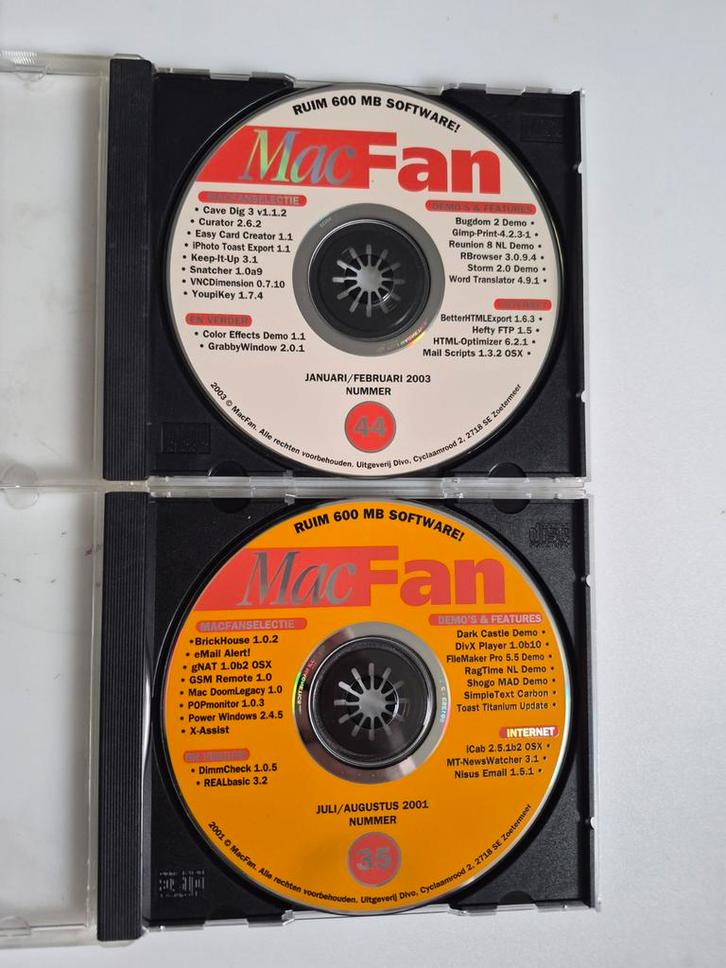 RUIM 600 MB SOFTWARE!
MacFan
MACFANSELECTIE
• Cave Dig 3 v1.1.2
• Curator 2.6.2
• Easy Card Creator 1.1
• iPhoto Toast Export 1.1
• Keep-It-Up 3.1
• Snatcher 1.0a9
• VNCDimension 0.7.10
• YoupiKey 1.7.4
EN VERDER
• Color Effects Demo 1.1
• GrabbyWindow 2.0.1
DEMO'S & FEATURES
Bugdom 2 Demo •
Gimp-Print-4.2.3-1 •
Reunion 8 NL Demo •
RBrowser 3.0.9.4 •
Storm 2.0 Demo •
Word Translator 4.9.1 •
INTERNET
BetterHTMLExport 1.6.3 •
Hefty FTP 1.5 •
HTML-Optimizer 6.2.1 •
Mail Scripts 1.3.2 OSX •
JANUARI/FEBRUARI 2003
NUMMER
44
2003 © MacFan. Alle rechten voorbehouden. Uitgeverij Divo, Cyclaamrood 2, 2718 SE Zoetermeer
RUIM 600 MB SOFTWARE!
MacFan
MACFANSELECTIE
• BrickHouse 1.0.2
• eMail Alert!
• gNAT 1.0b2 OSX
• GSM Remote 1.0
• Mac DoomLegacy 1.0
• POPmonitor 1.0.3
• Power Windows 2.4.5
• X-Assist
EN VERDER
• DimmCheck 1.0.5
• REALbasic 3.2
DEMO'S & FEATURES
Dark Castle Demo •
DivX Player 1.0b10 •
FileMaker Pro 5.5 Demo •
RagTime NL Demo •
Shogo MAD Demo •
SimpleText Carbon •
Toast Titanium Update •
INTERNET
iCab 2.5.1b2 OSX •
MT-NewsWatcher 3.1 •
Nisus Email 1.5.1 •
JULI/AUGUSTUS 2001
NUMMER
35
2001 © MacFan. Alle rechten voorbehouden. Uitgeverij Divo, Cyclaamrood 2, 2718 SE Zoetermeer